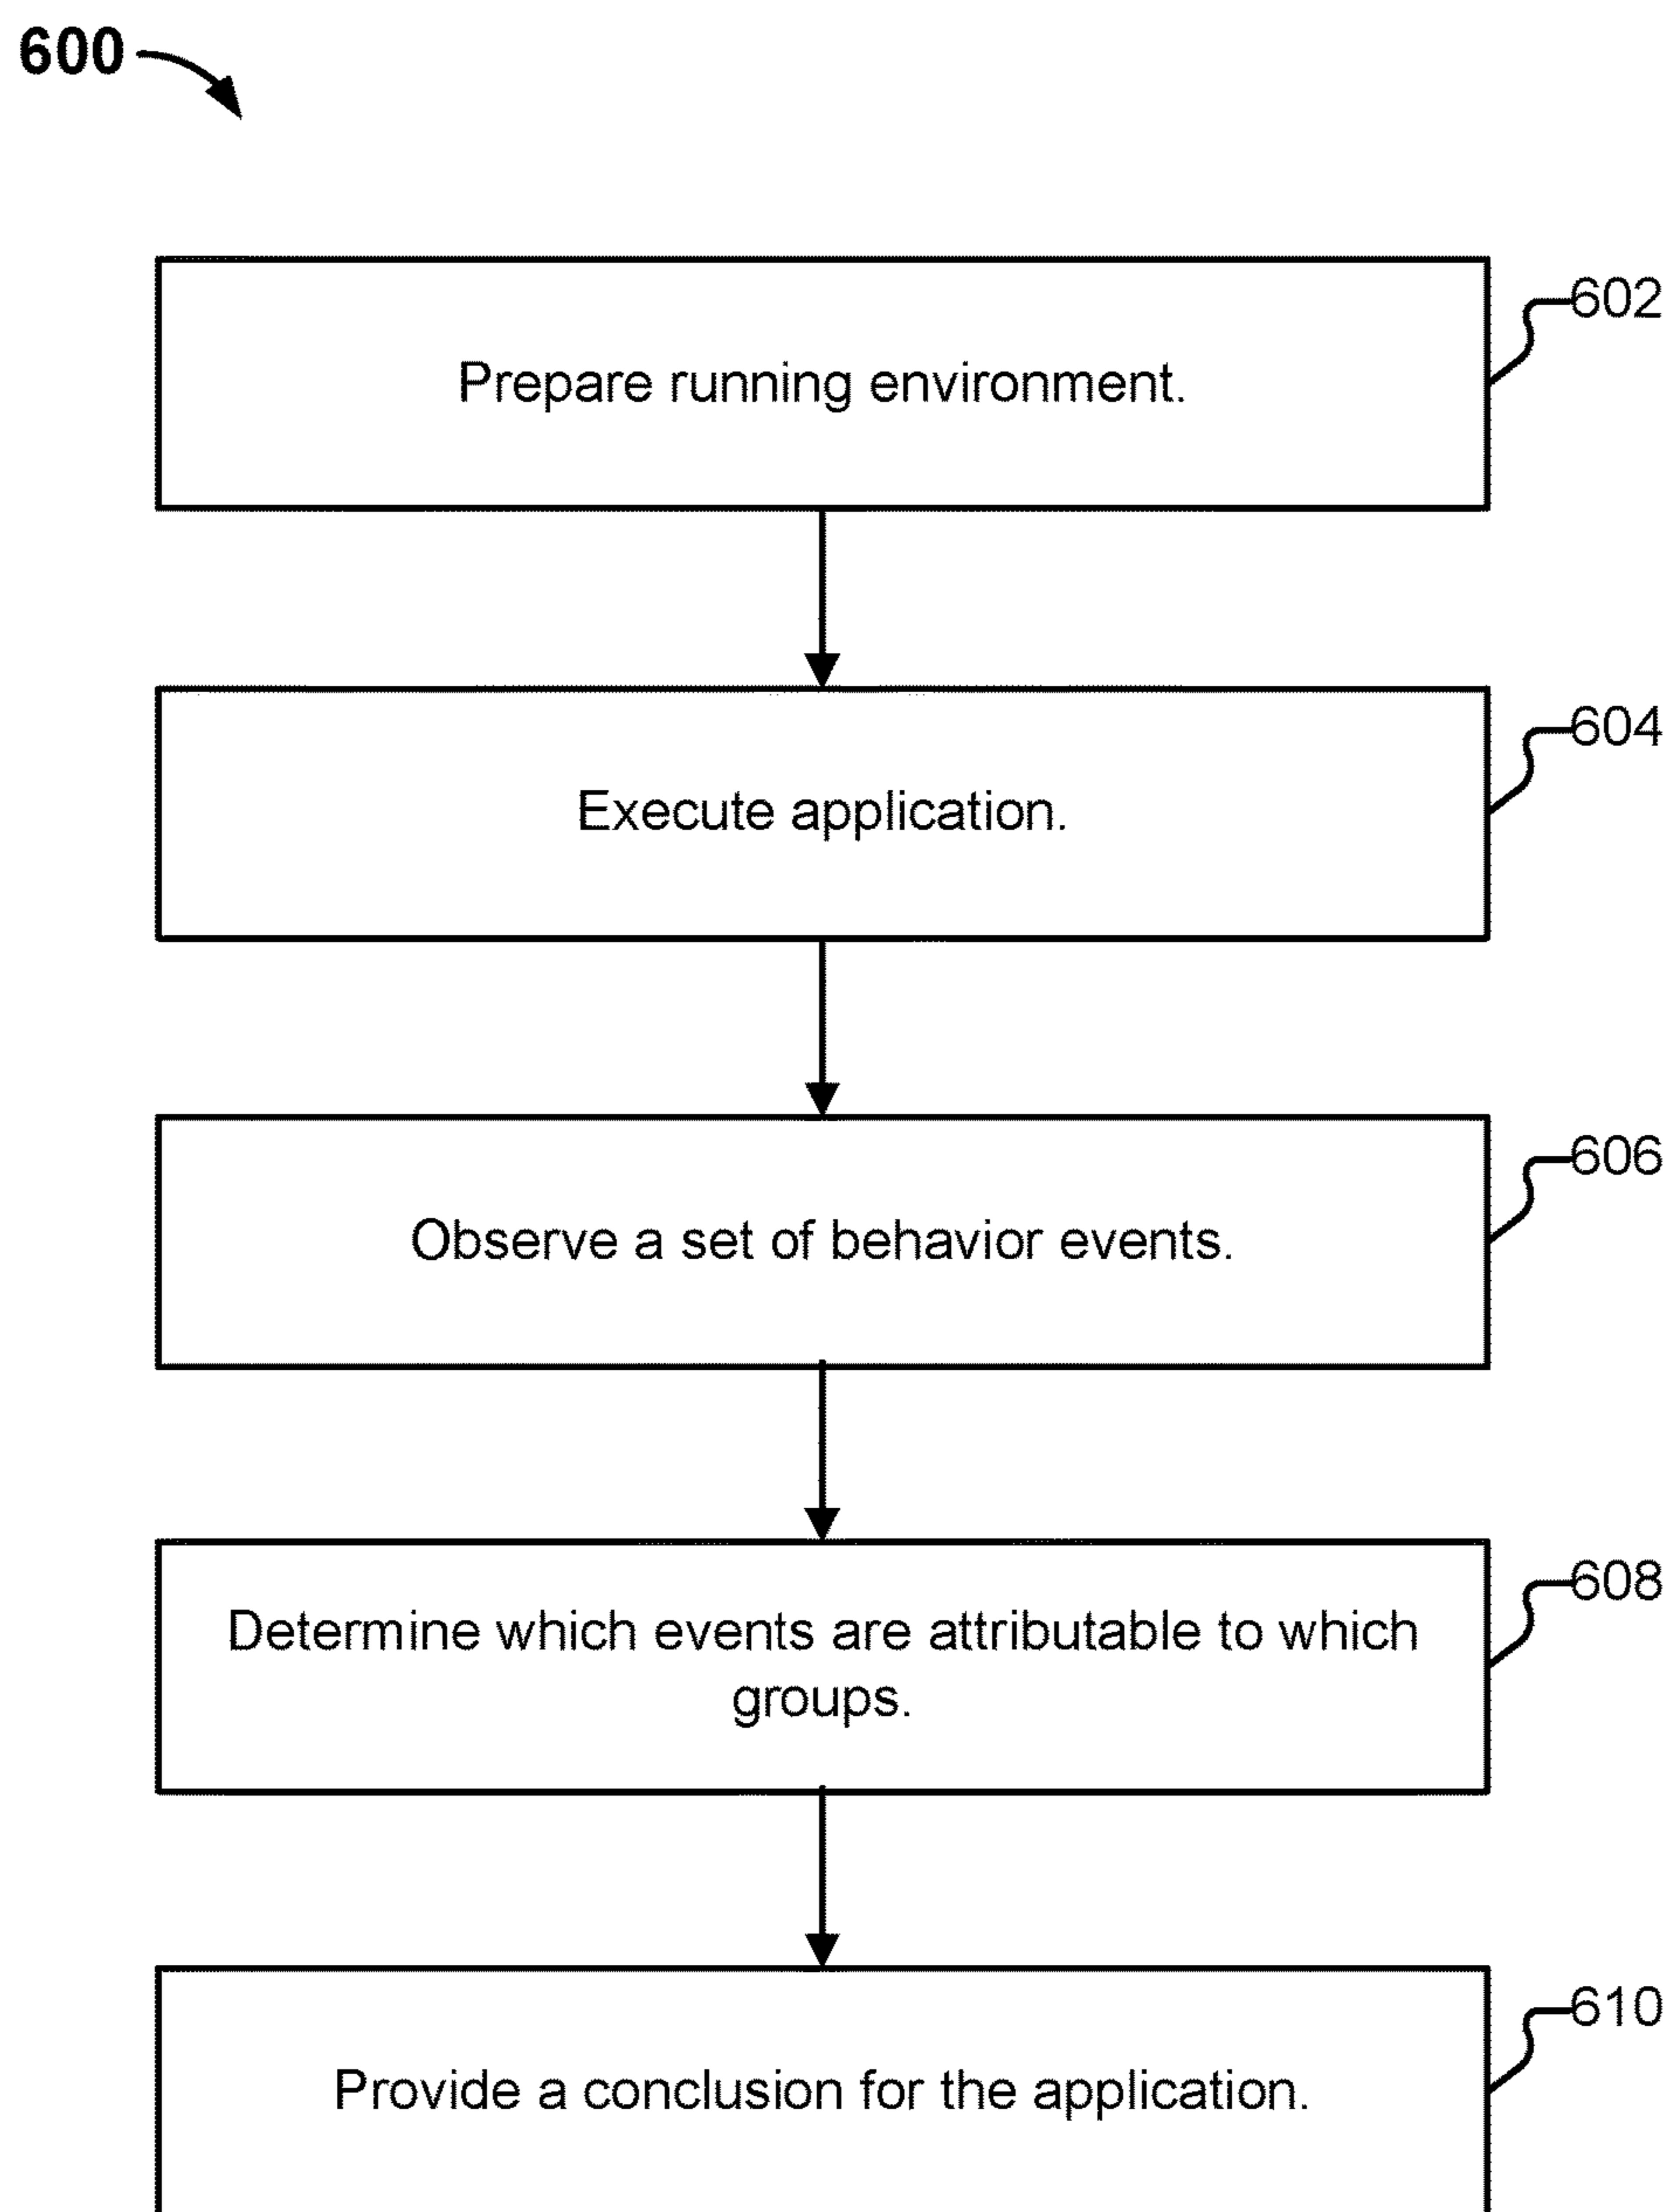 600
602
Prepare running environment.
604
Execute application.
606
Observe a set of behavior events.
608
Determine which events are attributable to which
groups.
610
Provide a conclusion for the application.